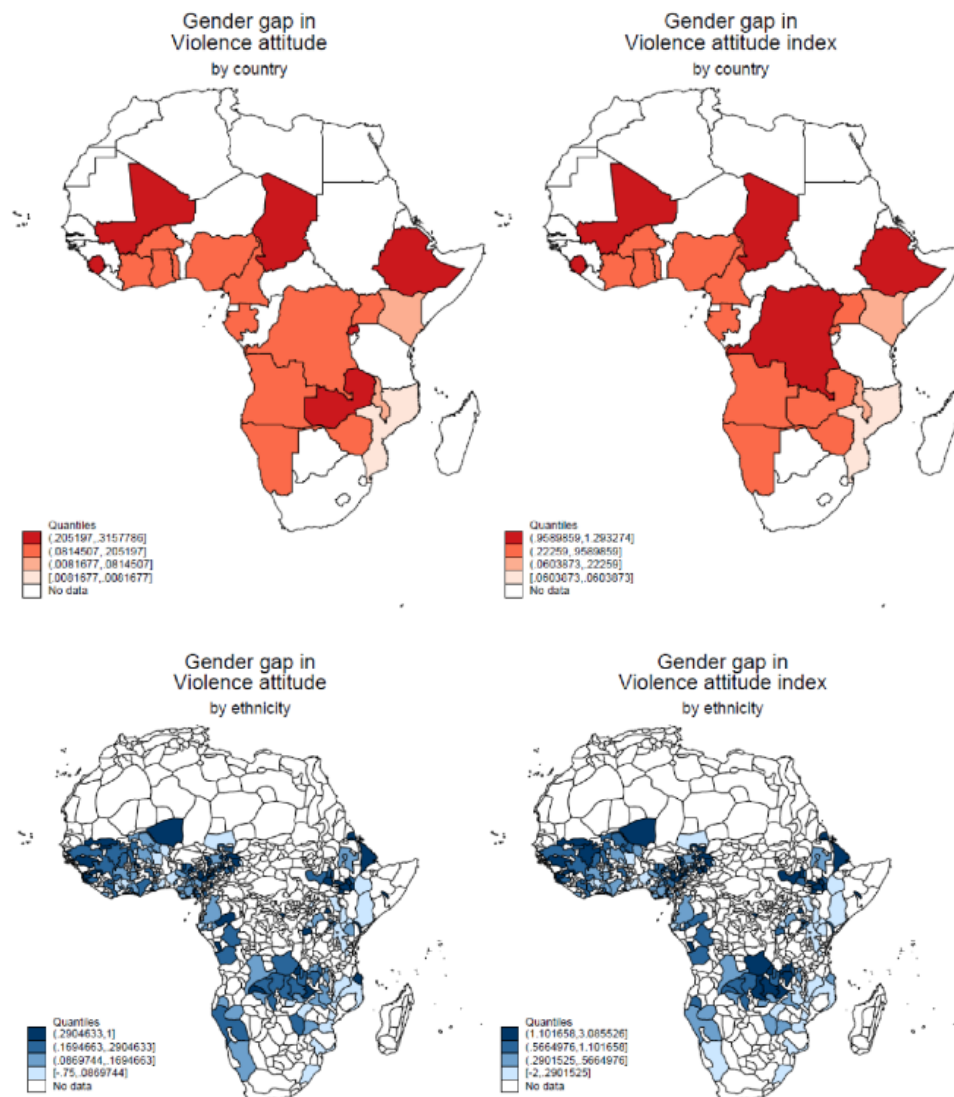 Gender gap in
Violence attitude
by country
Quantiles
(.205197,.3157786]
(.0814507,.205197]
(.0081677,.0814507]
[.0081677,.0081677]
No data
Gender gap in
Violence attitude index
by country
Quantiles
(.9589859,1.293274]
(.22259,.9589859]
(.0603873,.22259]
[.0603873,.0603873]
No data
Gender gap in
Violence attitude
by ethnicity
Quantiles
(.2904633,1]
(.1694663,.2904633]
(.0869744,.1694663]
[-.75,.0869744]
No data
Gender gap in
Violence attitude index
by ethnicity
Quantiles
(1.101658,3.085526]
(.5664976,1.101658]
(.2901525,.5664976]
[-2,.2901525]
No data